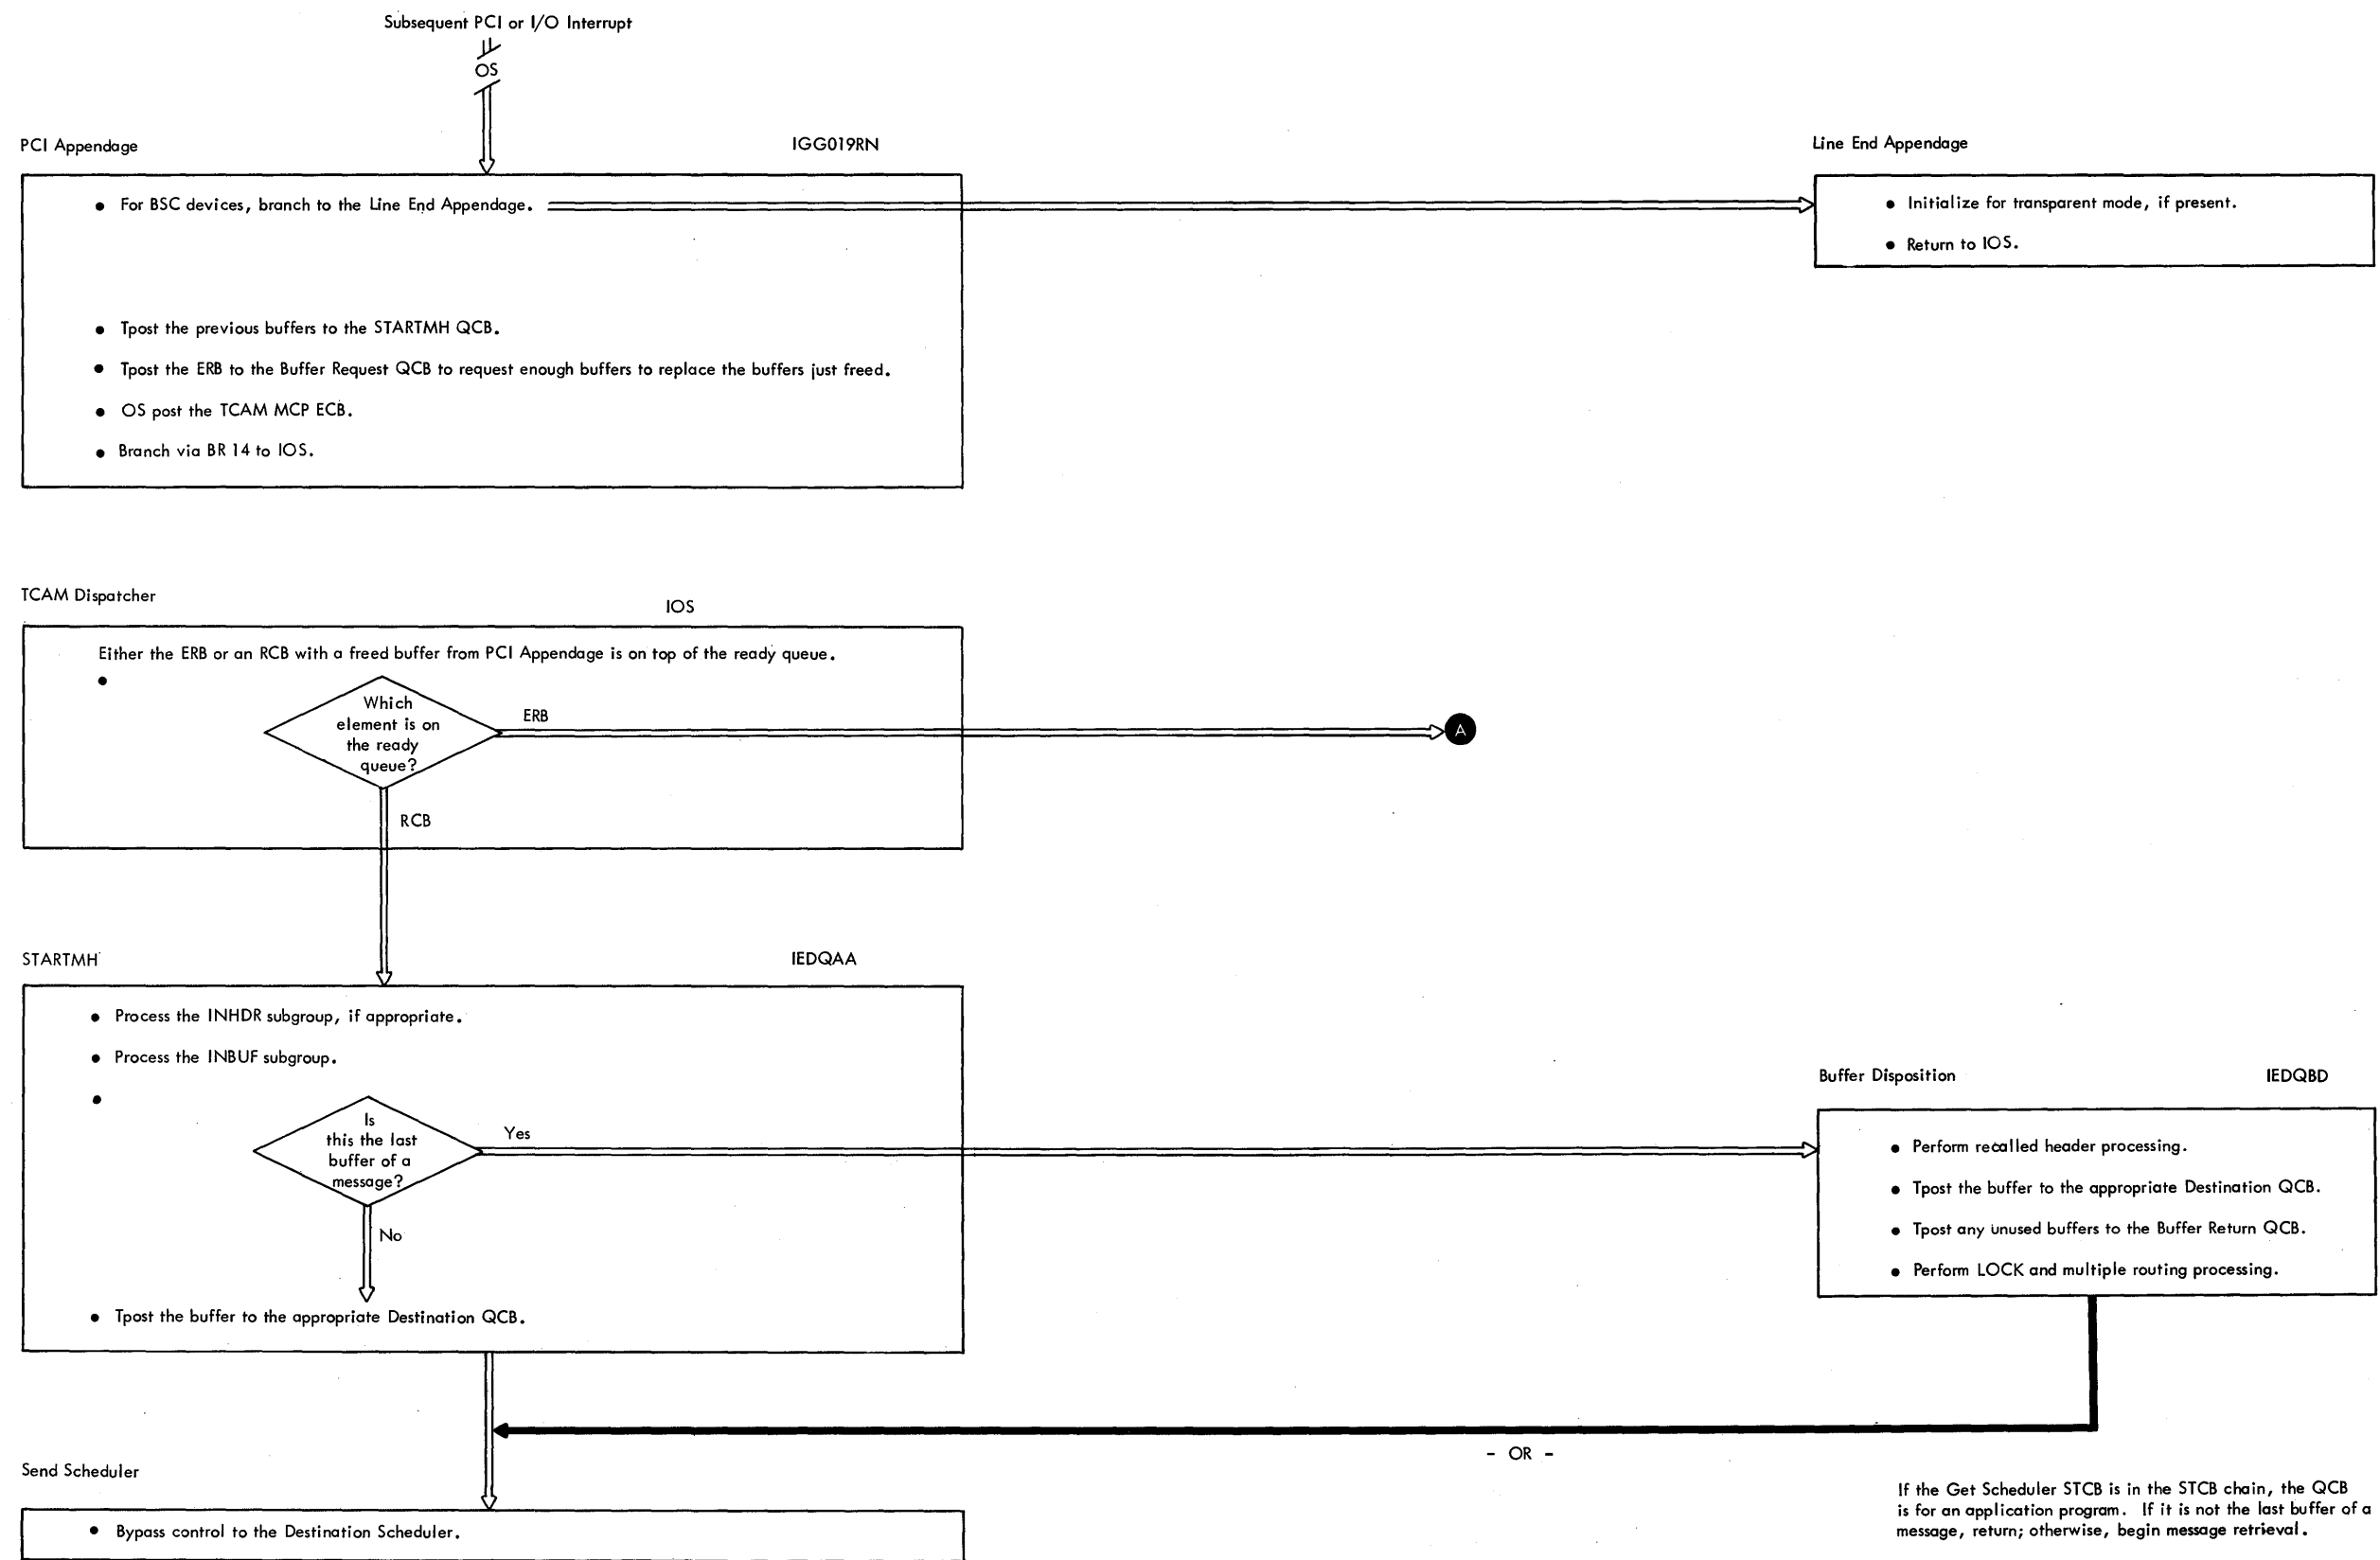 Subsequent PCI or I/O Interrupt
OS
PCI Appendage
IGG019RN
Line End Appendage
• For BSC devices, branch to the Line End Appendage.
• Initialize for transparent mode, if present.
• Return to IOS.
• Tpost the previous buffers to the STARTMH QCB.
• Tpost the ERB to the Buffer Request QCB to request enough buffers to replace the buffers just freed.
• OS post the TCAM MCP ECB.
• Branch via BR 14 to IOS.
TCAM Dispatcher
IOS
Either the ERB or an RCB with a freed buffer from PCI Appendage is on top of the ready queue.
•
Which
element is on
the ready
queue?
ERB
A
RCB
STARTMH
IEDQAA
• Process the INHDR subgroup, if appropriate.
• Process the INBUF subgroup.
•
Is
this the last
buffer of a
message?
Yes
No
• Tpost the buffer to the appropriate Destination QCB.
Buffer Disposition
IEDQBD
• Perform recalled header processing.
• Tpost the buffer to the appropriate Destination QCB.
• Tpost any unused buffers to the Buffer Return QCB.
• Perform LOCK and multiple routing processing.
- OR -
Send Scheduler
• Bypass control to the Destination Scheduler.
If the Get Scheduler STCB is in the STCB chain, the QCB
is for an application program. If it is not the last buffer of a
message, return; otherwise, begin message retrieval.